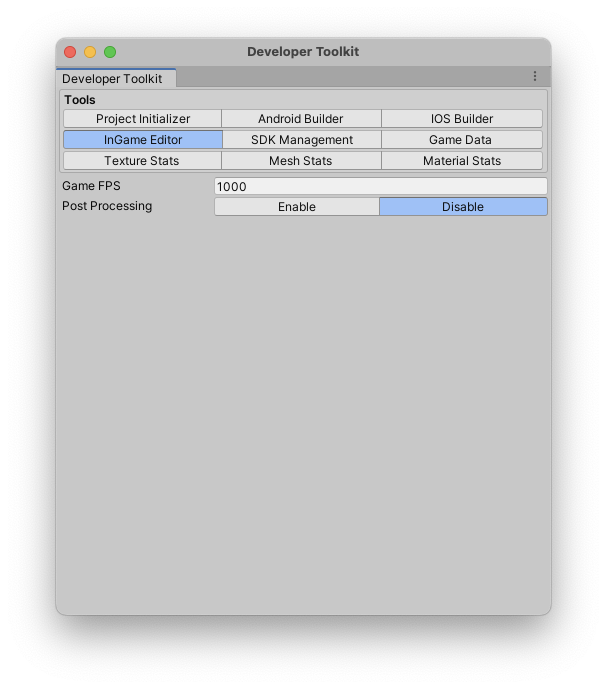 Developer Toolkit
Developer Toolkit
Tools
Project Initializer Android Builder IOS Builder
InGame Editor SDK Management Game Data
Texture Stats Mesh Stats Material Stats
Game FPS 1000
Post Processing Enable Disable